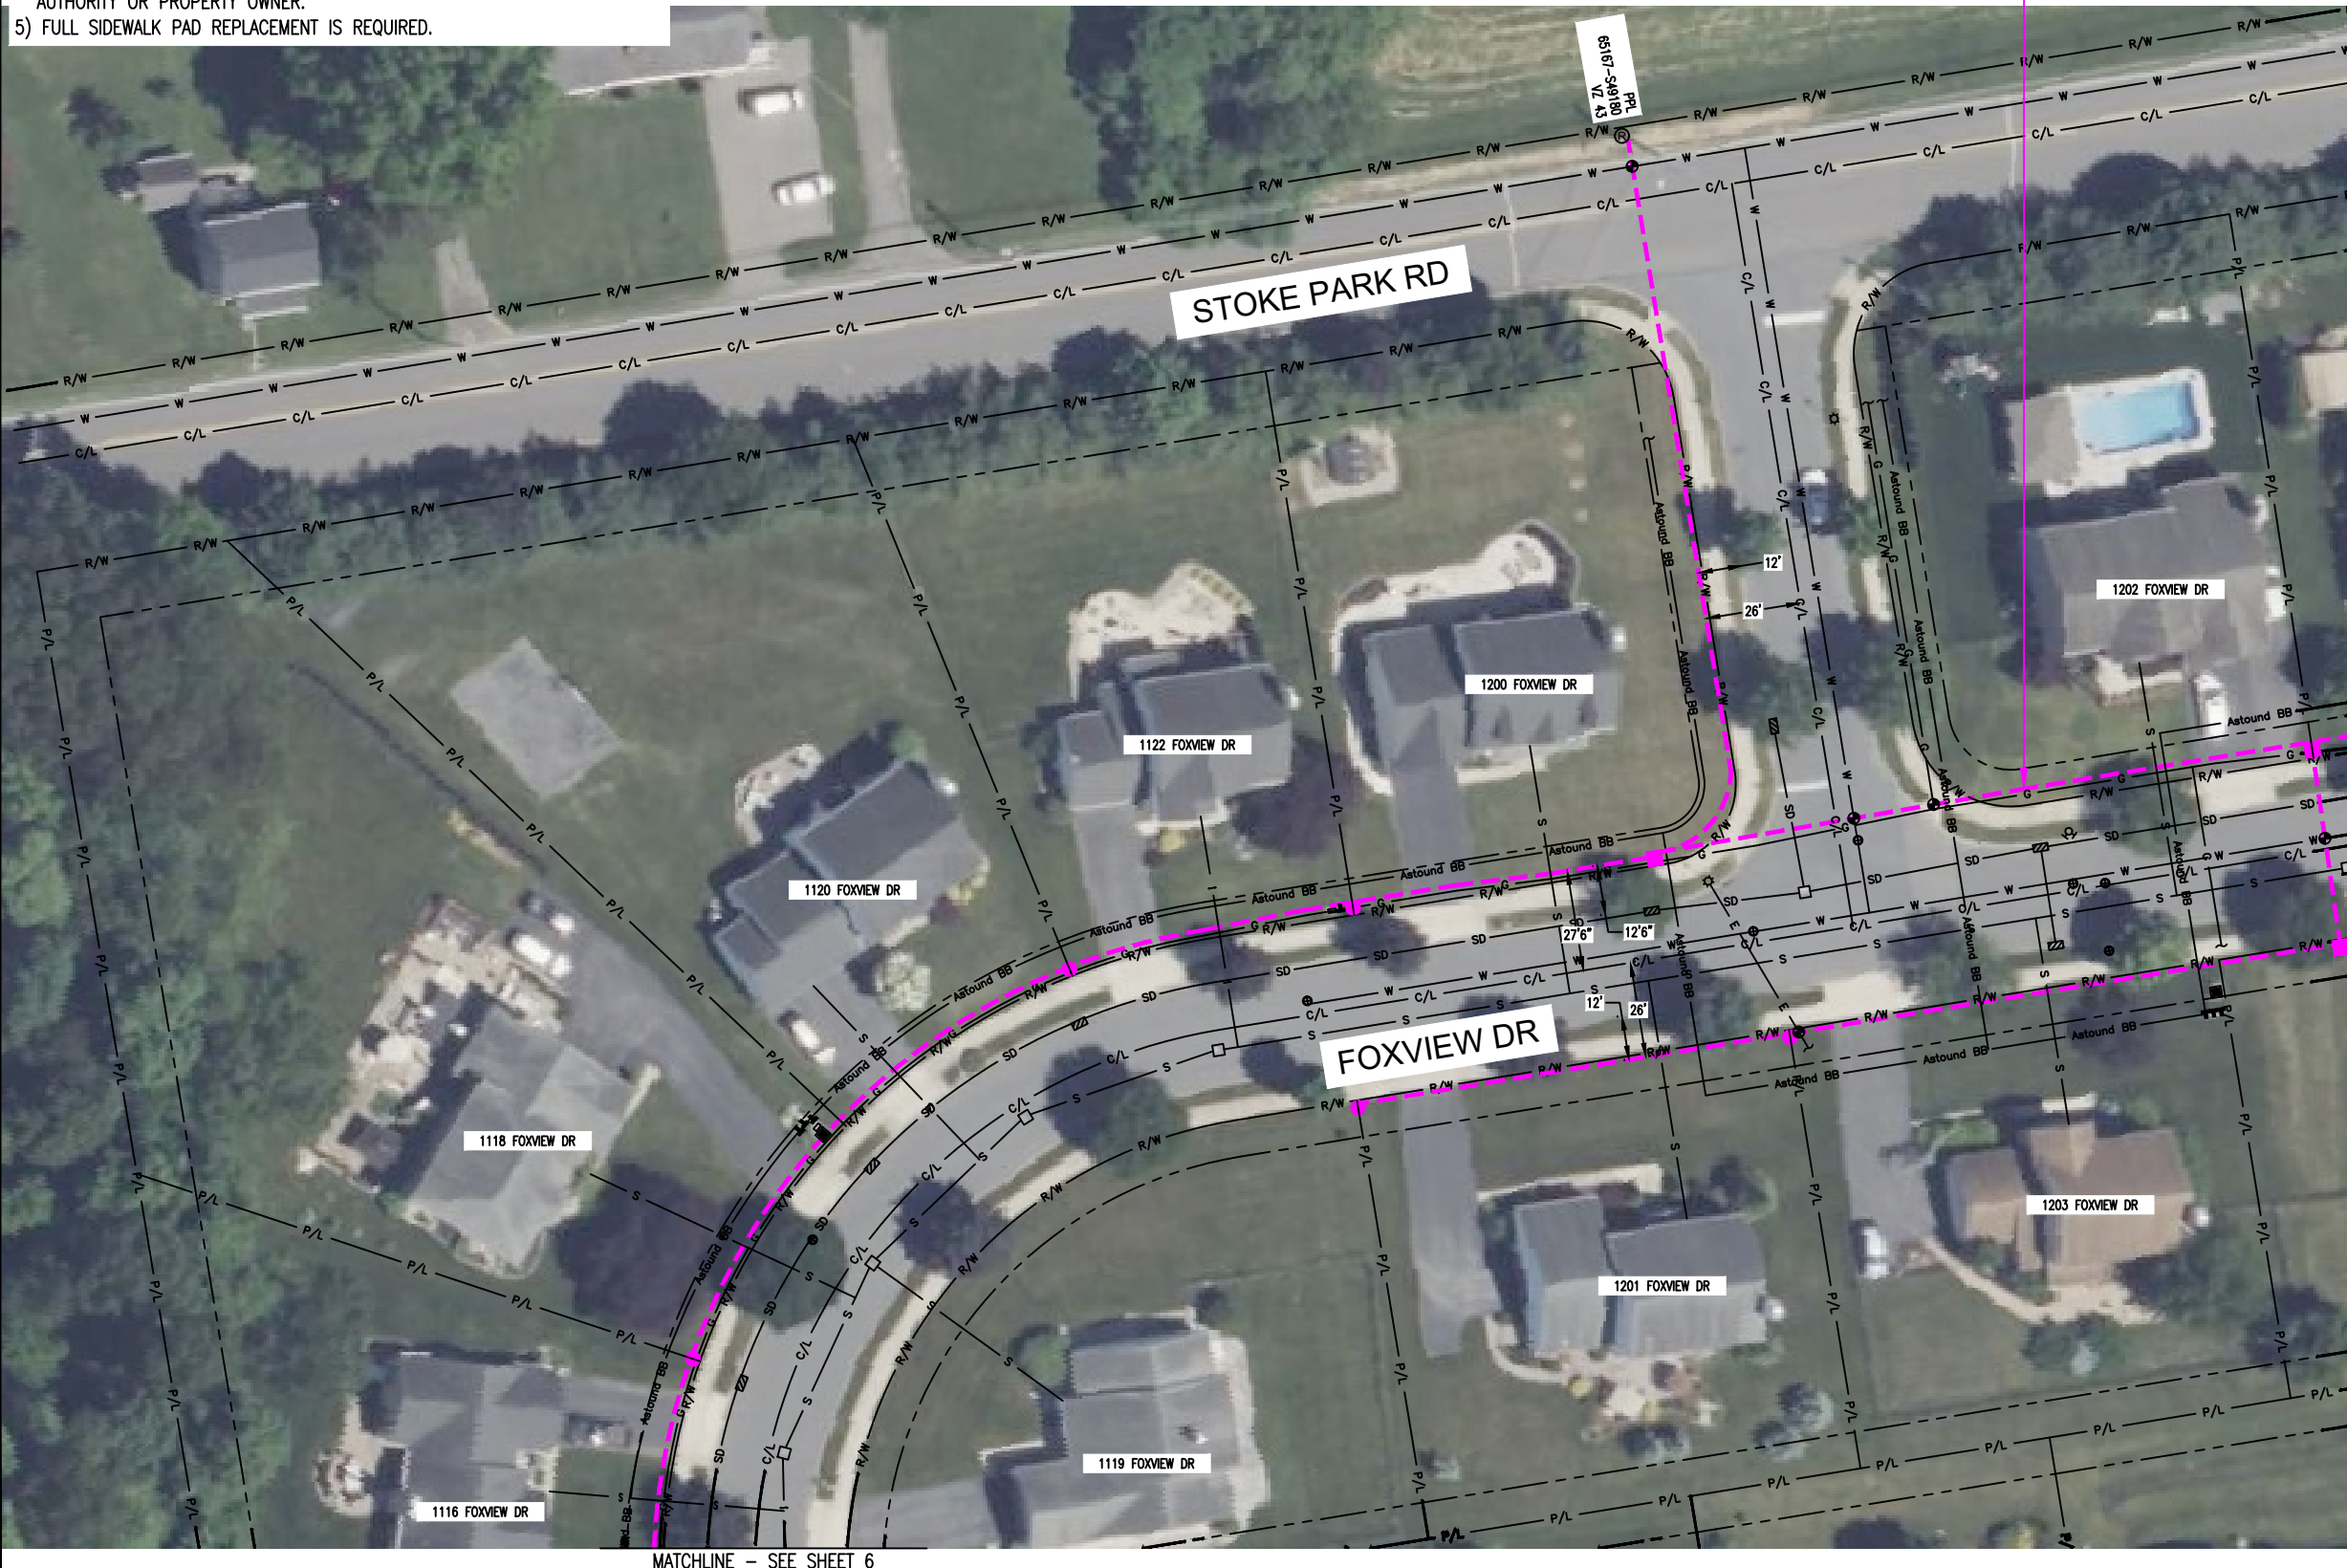 AUTHORITY OR PROPERTY OWNER.
5) FULL SIDEWALK PAD REPLACEMENT IS REQUIRED.
PPL
65167-S49180
VZ 43
STOKE PARK RD
12'
26'
1202 FOXVIEW DR
1200 FOXVIEW DR
1122 FOXVIEW DR
1120 FOXVIEW DR
27'6"
12'6"
12'
26'
FOXVIEW DR
1118 FOXVIEW DR
1203 FOXVIEW DR
1201 FOXVIEW DR
1119 FOXVIEW DR
1116 FOXVIEW DR
R/W
W
C/L
P/L
Astound BB
G
SD
S
E
MATCHLINE - SEE SHEET 6